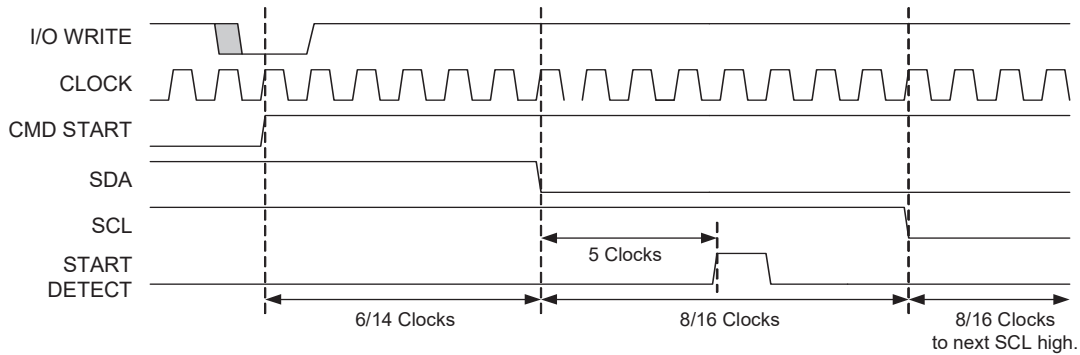 I/O WRITE
CLOCK
CMD START
SDA
SCL
START
DETECT
5 Clocks
6/14 Clocks
8/16 Clocks
8/16 Clocks
to next SCL high.